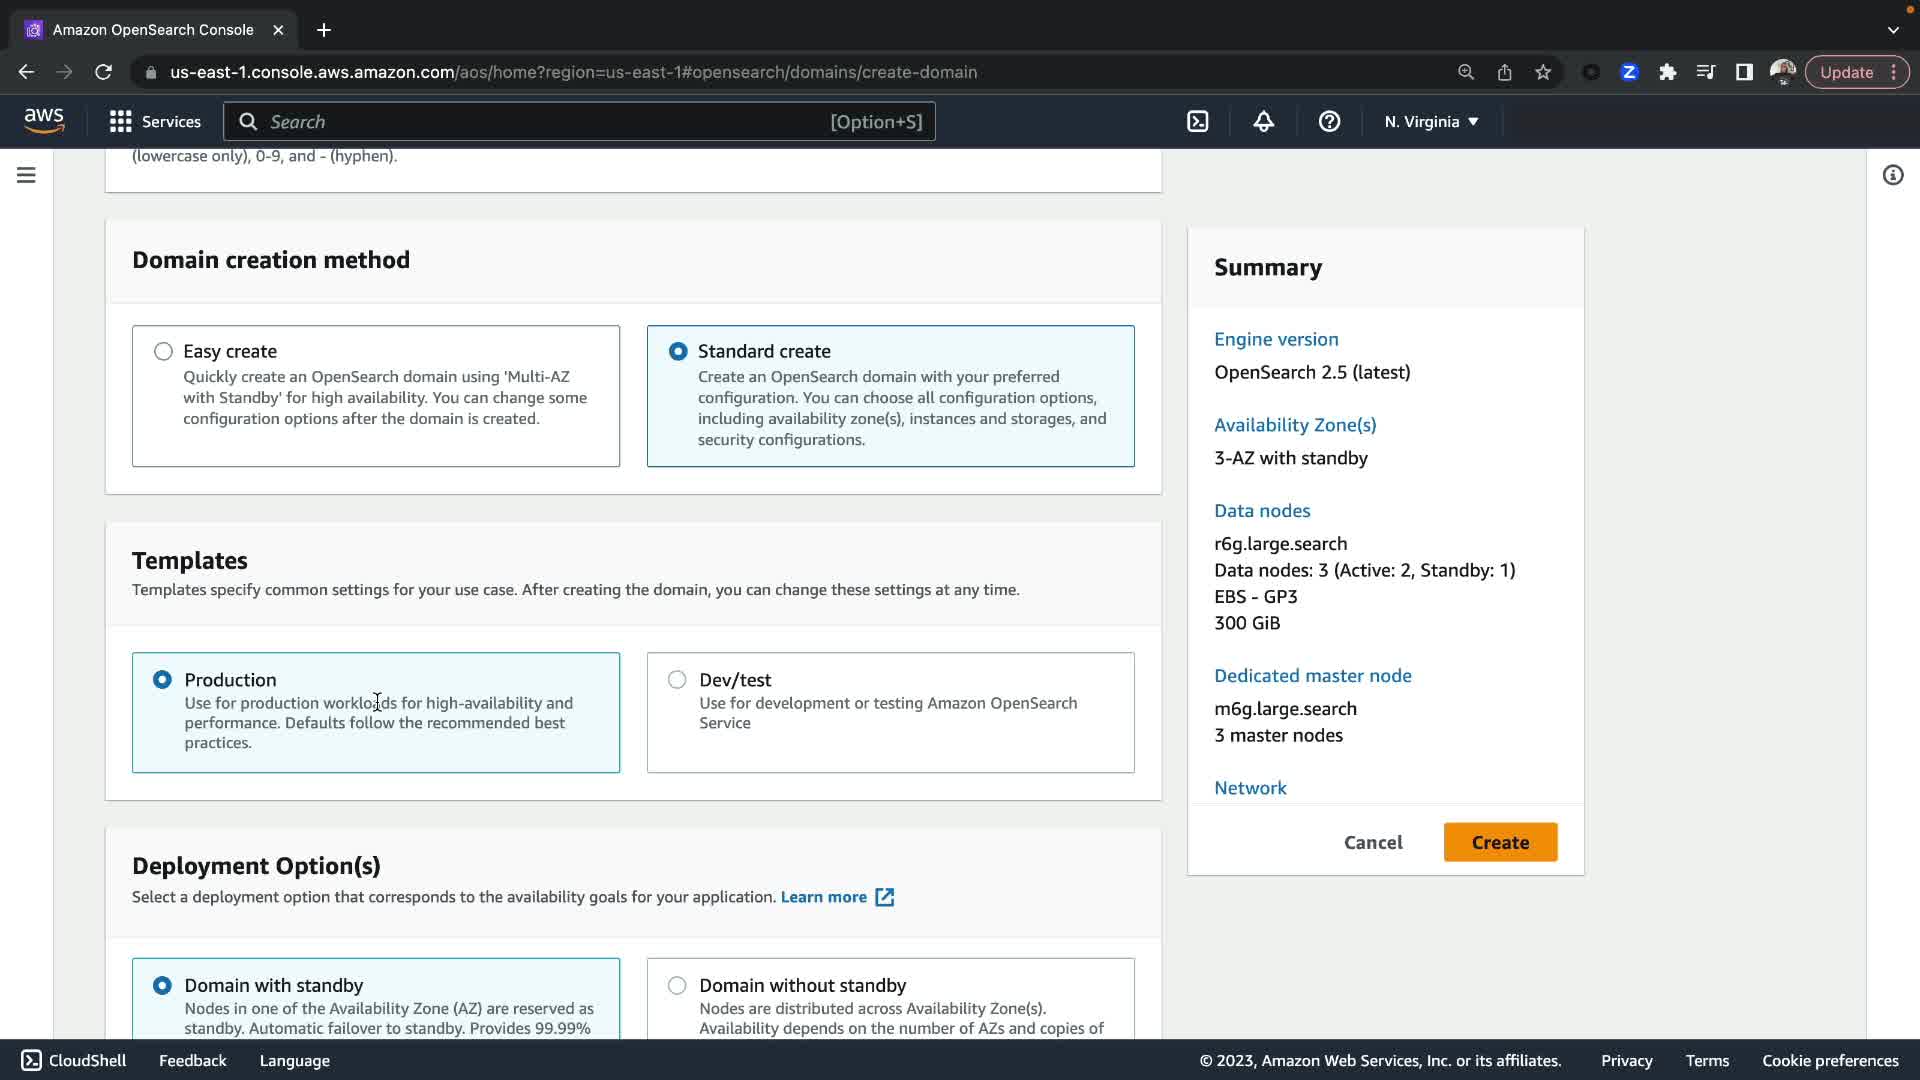 Amazon OpenSearch Console
us-east-1.console.aws.amazon.com/aos/home?region=us-east-1#opensearch/domains/create-domain
Z
Update
aws
Services
Search
[Option+S]
N. Virginia
(lowercase only), 0-9, and - (hyphen).
Domain creation method
Easy create
Quickly create an OpenSearch domain using 'Multi-AZ
with Standby' for high availability. You can change some
configuration options after the domain is created.
Standard create
Create an OpenSearch domain with your preferred
configuration. You can choose all configuration options,
including availability zone(s), instances and storages, and
security configurations.
Templates
Templates specify common settings for your use case. After creating the domain, you can change these settings at any time.
Production
Use for production workloads for high-availability and
performance. Defaults follow the recommended best
practices.
Dev/test
Use for development or testing Amazon OpenSearch
Service
Deployment Option(s)
Select a deployment option that corresponds to the availability goals for your application. Learn more
Domain with standby
Nodes in one of the Availability Zone (AZ) are reserved as
standby. Automatic failover to standby. Provides 99.99%
Domain without standby
Nodes are distributed across Availability Zone(s).
Availability depends on the number of AZs and copies of
Summary
Engine version
OpenSearch 2.5 (latest)
Availability Zone(s)
3-AZ with standby
Data nodes
r6g.large.search
Data nodes: 3 (Active: 2, Standby: 1)
EBS - GP3
300 GiB
Dedicated master node
m6g.large.search
3 master nodes
Network
Cancel
Create
CloudShell
Feedback
Language
© 2023, Amazon Web Services, Inc. or its affiliates.
Privacy
Terms
Cookie preferences